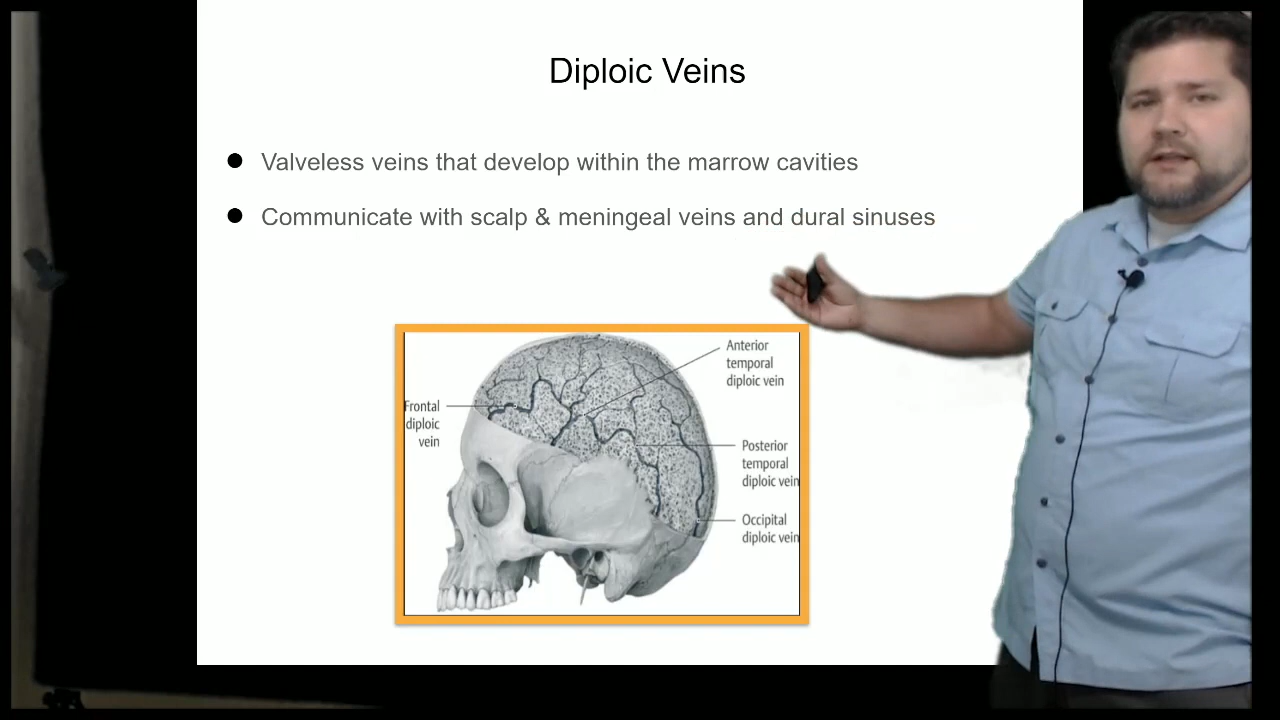 Diploic Veins
Valveless veins that develop within the marrow cavities
Communicate with scalp & meningeal veins and dural sinuses
Anterior
temporal
diploic vein
Frontal
diploic
vein
Posterior
temporal
diploic vein
Occipital
diploic vein